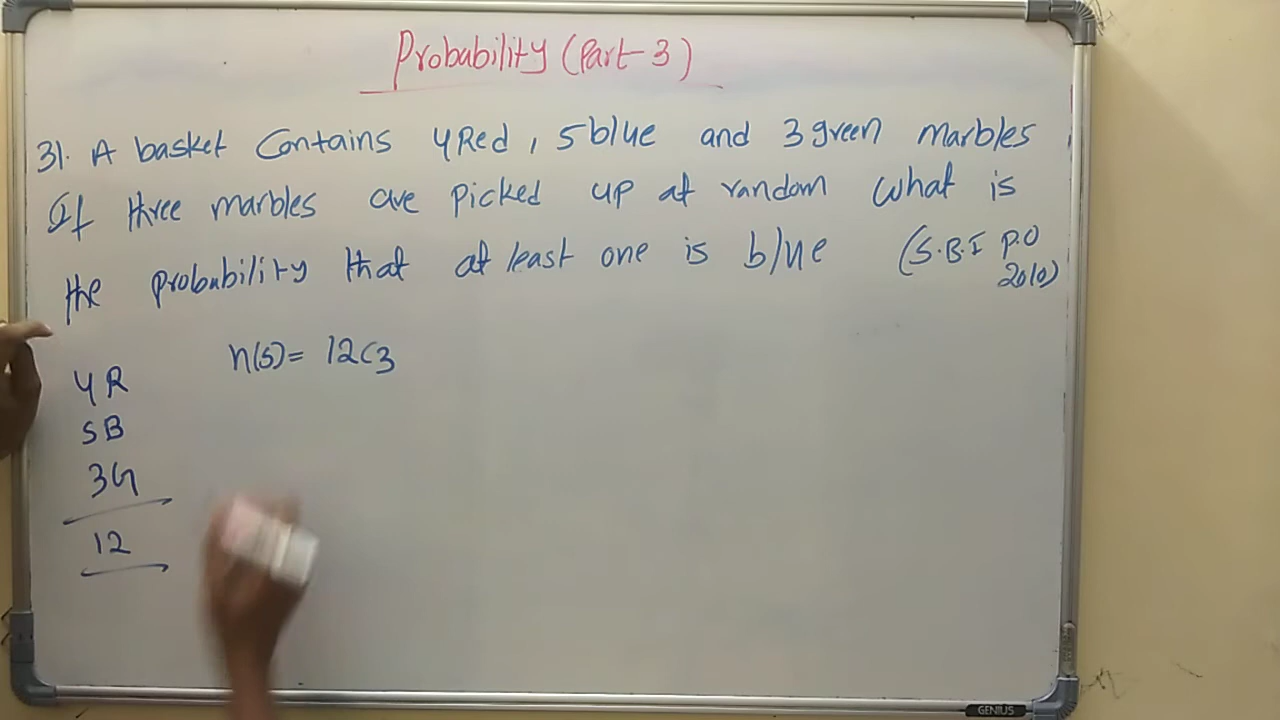 Probability (Part-3)
31. A basket Contains 4Red, 5blue and 3green marbles
If three marbles are picked up at random what is
the probability that at least one is blue (S.B.I P.O
2010)
n(s)= 12C3
4R
5B
3G
12
GENIUS